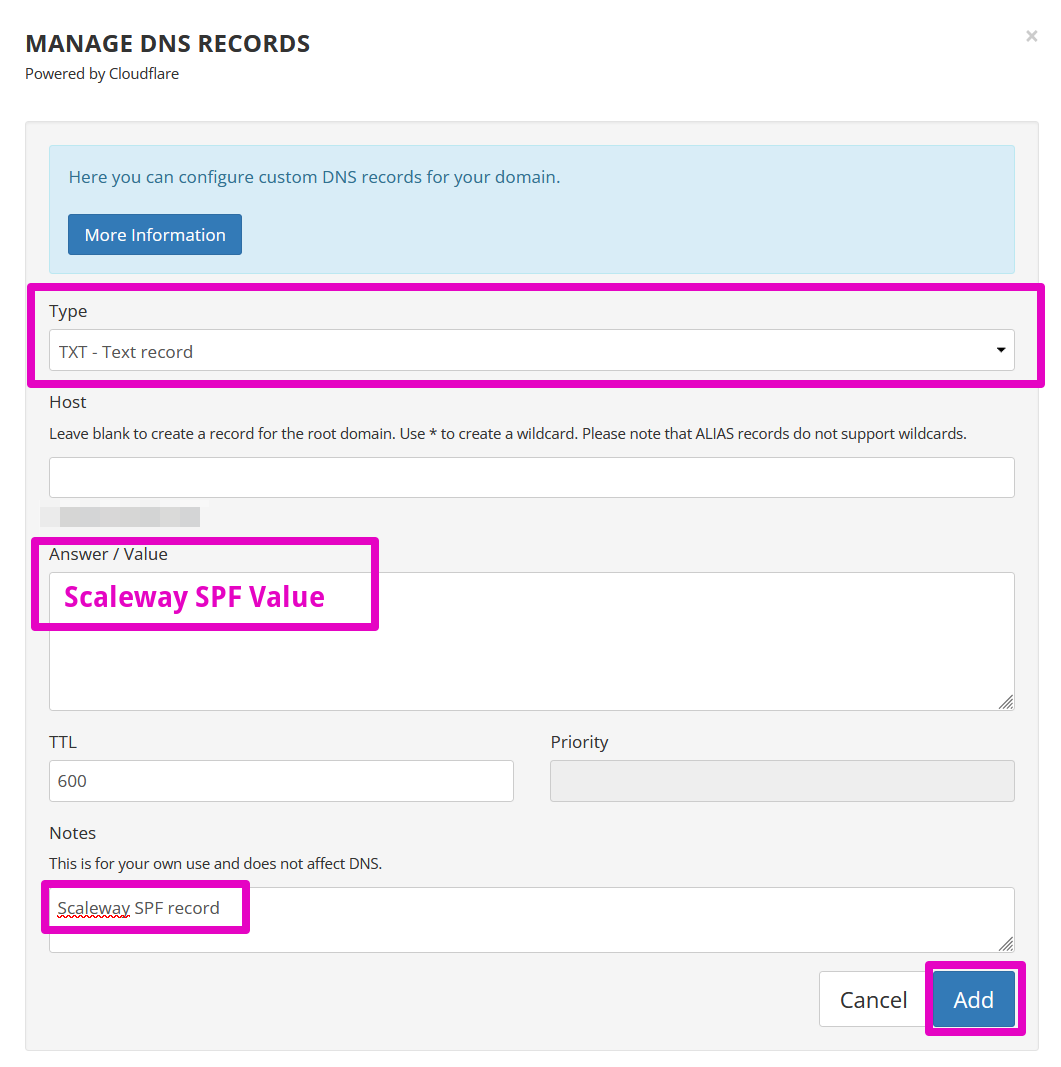 MANAGE DNS RECORDS
Powered by Cloudflare
Here you can configure custom DNS records for your domain.
More Information
Type
TXT - Text record
Host
Leave blank to create a record for the root domain. Use * to create a wildcard. Please note that ALIAS records do not support wildcards.
Answer / Value
Scaleway SPF Value
TTL
Priority
600
Notes
This is for your own use and does not affect DNS.
Scaleway SPF record
Cancel
Add